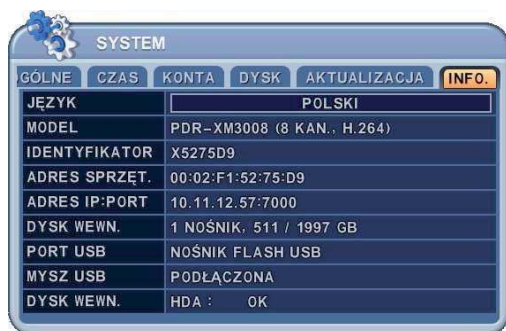 SYSTEM
GÓLNE CZAS KONTA DYSK AKTUALIZACJA INFO.
JĘZYK POLSKI
MODEL PDR-XM3008 (8 KAN., H.264)
IDENTYFIKATOR X5275D9
ADRES SPRZĘT. 00:02:F1:52:75:D9
ADRES IP:PORT 10.11.12.57:7000
DYSK WEWN. 1 NOŚNIK, 511 / 1997 GB
PORT USB NOŚNIK FLASH USB
MYSZ USB PODŁĄCZONA
DYSK WEWN. HDA : OK